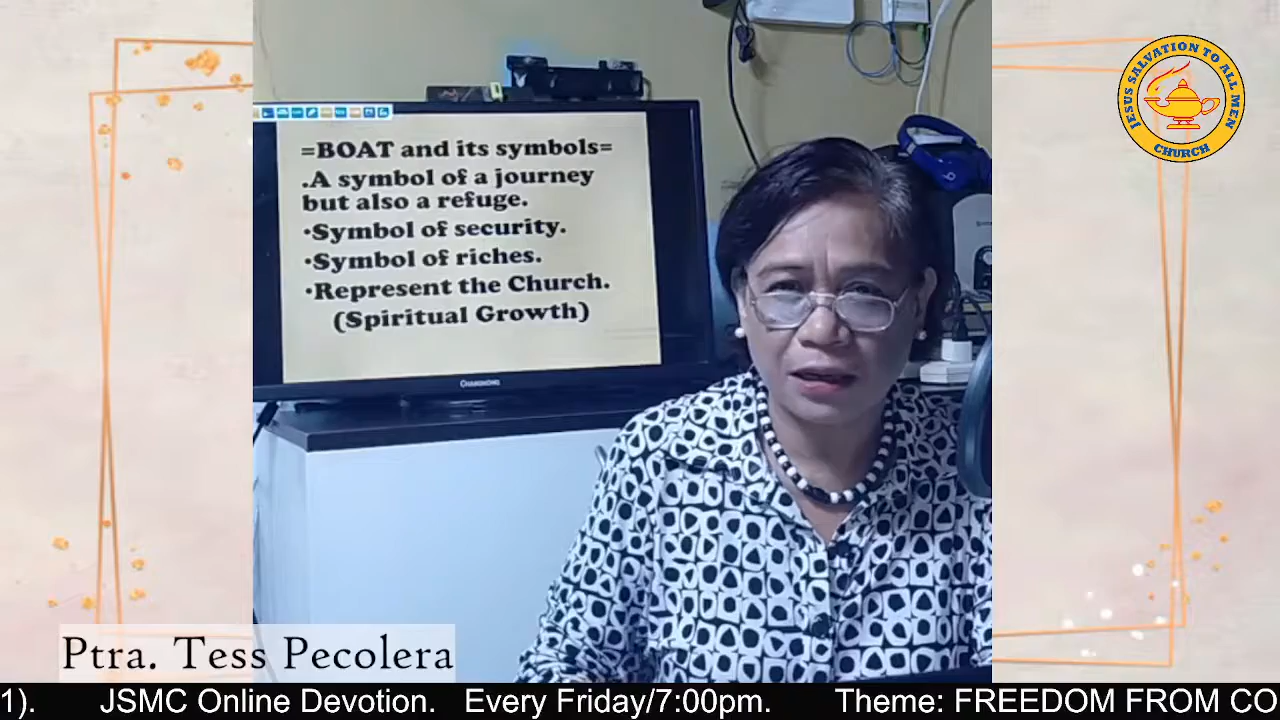 JESUS SALVATION TO ALL MEN
CHURCH
=BOAT and its symbols=
.A symbol of a journey
but also a refuge.
•Symbol of security.
•Symbol of riches.
•Represent the Church.
(Spiritual Growth)
CHANGHONG
Ptra. Tess Pecolera
1). JSMC Online Devotion. Every Friday/7:00pm. Theme: FREEDOM FROM CO